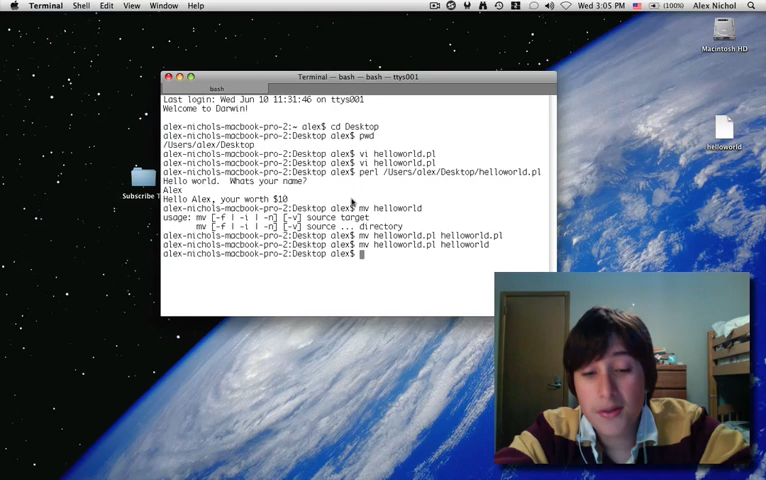 Terminal Shell Edit View Window Help
(100%) Wed 3:05 PM Alex Nichol
Macintosh HD
Terminal — bash — bash — ttys001
bash
Last login: Wed Jun 10 11:31:46 on ttys001
Welcome to Darwin!
alex-nichols-macbook-pro-2:~ alex$ cd Desktop
alex-nichols-macbook-pro-2:Desktop alex$ pwd
/Users/alex/Desktop
alex-nichols-macbook-pro-2:Desktop alex$ vi helloworld.pl
alex-nichols-macbook-pro-2:Desktop alex$ vi helloworld.pl
alex-nichols-macbook-pro-2:Desktop alex$ perl /Users/alex/Desktop/helloworld.pl
Hello world.  Whats your name?
Alex
Hello Alex, your worth $10
alex-nichols-macbook-pro-2:Desktop alex$ mv helloworld
usage: mv [-f | -i | -n] [-v] source target
       mv [-f | -i | -n] [-v] source ... directory
alex-nichols-macbook-pro-2:Desktop alex$ mv helloworld.pl helloworld.pl
alex-nichols-macbook-pro-2:Desktop alex$ mv helloworld.pl helloworld
alex-nichols-macbook-pro-2:Desktop alex$
helloworld
Subscribe T